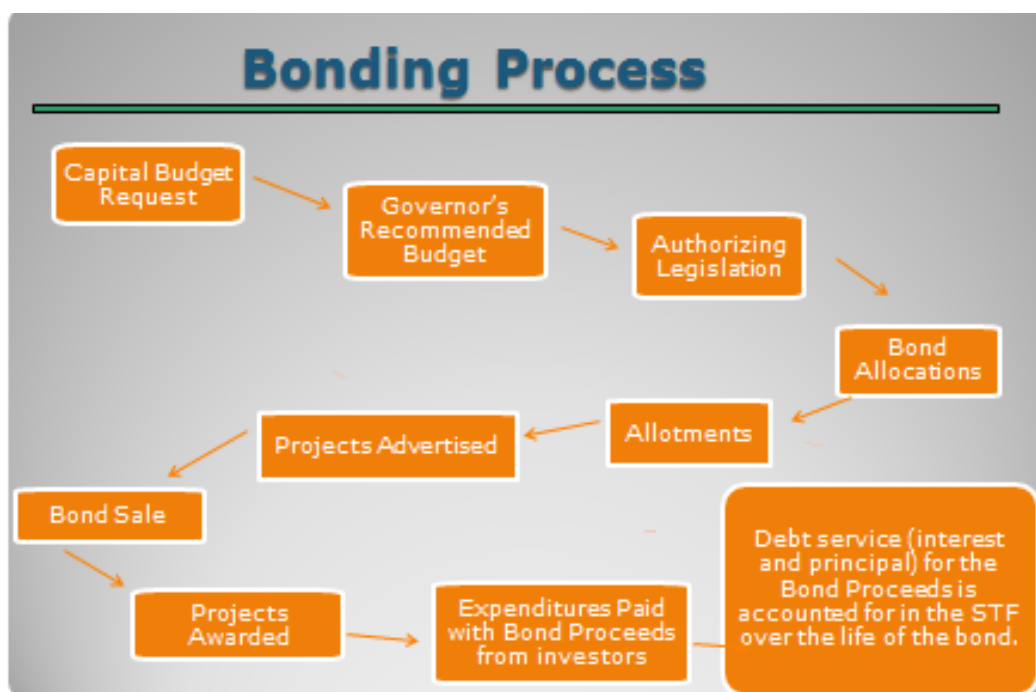 Bonding Process
Capital Budget
Request
Governor's
Recommended
Budget
Authorizing
Legislation
Bond
Allocations
Allotments
Projects Advertised
Bond Sale
Projects
Awarded
Expenditures Paid
with Bond Proceeds
from investors
Debt service (interest
and principal) for the
Bond Proceeds is
accounted for in the STF
over the life of the bond.